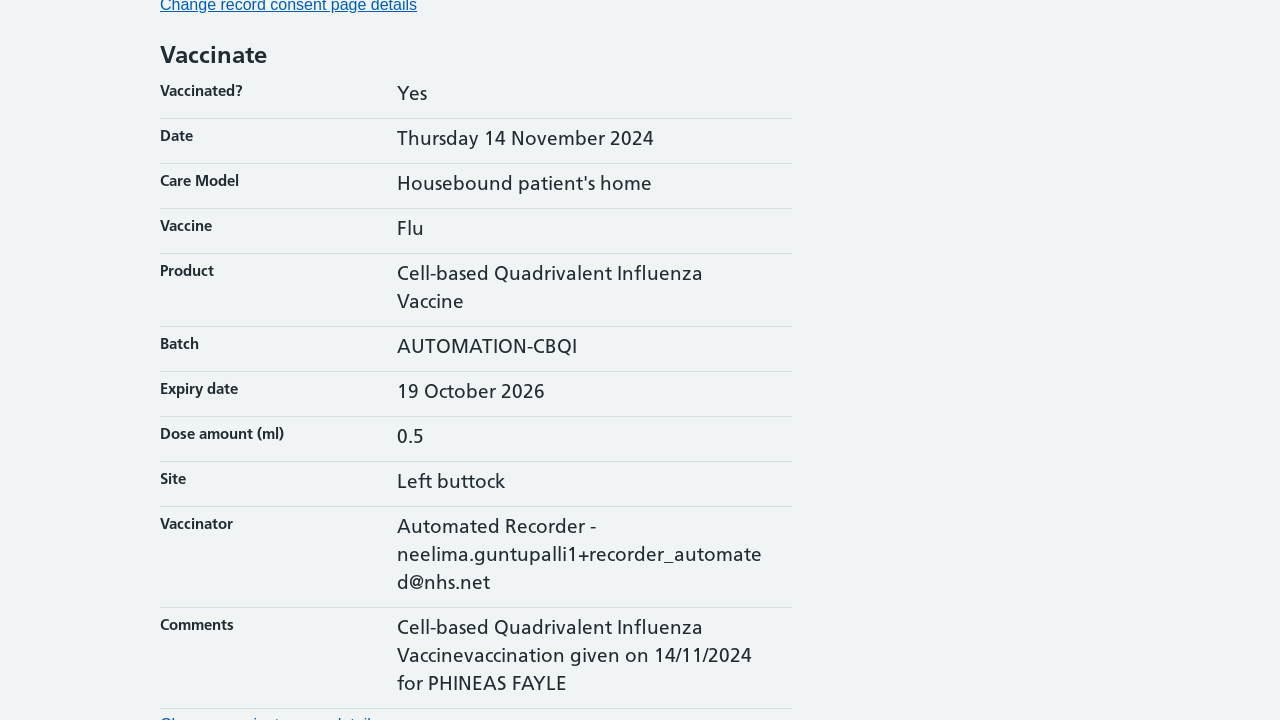 Change record consent page details
Vaccinate
Vaccinated?
Yes
Date
Thursday 14 November 2024
Care Model
Housebound patient's home
Vaccine
Flu
Product
Cell-based Quadrivalent Influenza
Vaccine
Batch
AUTOMATION-CBQI
Expiry date
19 October 2026
Dose amount (ml)
0.5
Site
Left buttock
Vaccinator
Automated Recorder -
neelima.guntupalli1+recorder_automate
d@nhs.net
Comments
Cell-based Quadrivalent Influenza
Vaccinevaccination given on 14/11/2024
for PHINEAS FAYLE